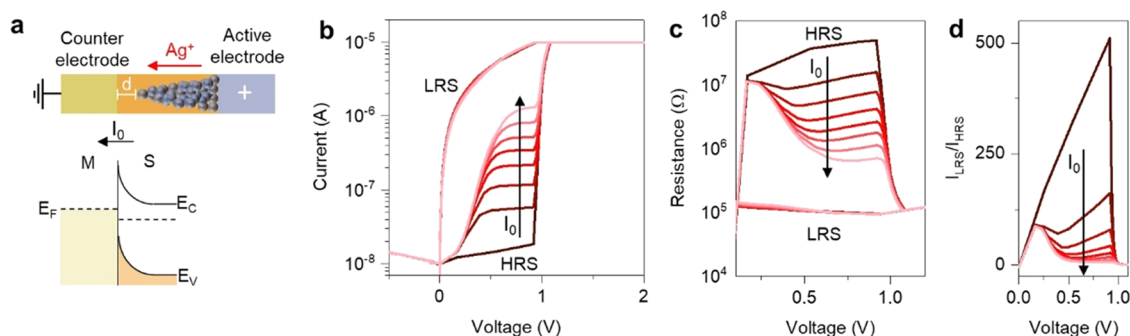 a
Counter
electrode
Ag⁺
Active
electrode
d
+
I₀
M
S
E_F
E_C
E_V
b
Current (A)
10⁻⁵
10⁻⁶
10⁻⁷
10⁻⁸
LRS
I₀
HRS
0
1
2
Voltage (V)
c
Resistance (Ω)
10⁸
10⁷
10⁶
10⁵
10⁴
HRS
I₀
LRS
0.5
1.0
Voltage (V)
d
I_LRS/I_HRS
500
250
0
I₀
0.0
0.5
1.0
Voltage (V)